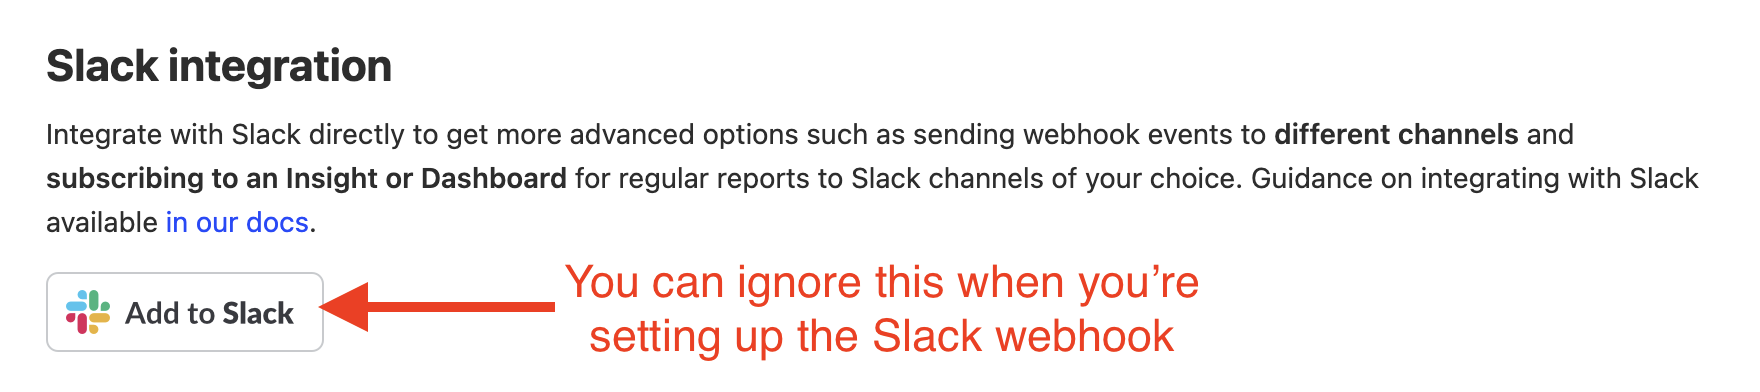 Slack integration
Integrate with Slack directly to get more advanced options such as sending webhook events to different channels and
subscribing to an Insight or Dashboard for regular reports to Slack channels of your choice. Guidance on integrating with Slack
available in our docs.
Add to Slack
You can ignore this when you’re
setting up the Slack webhook